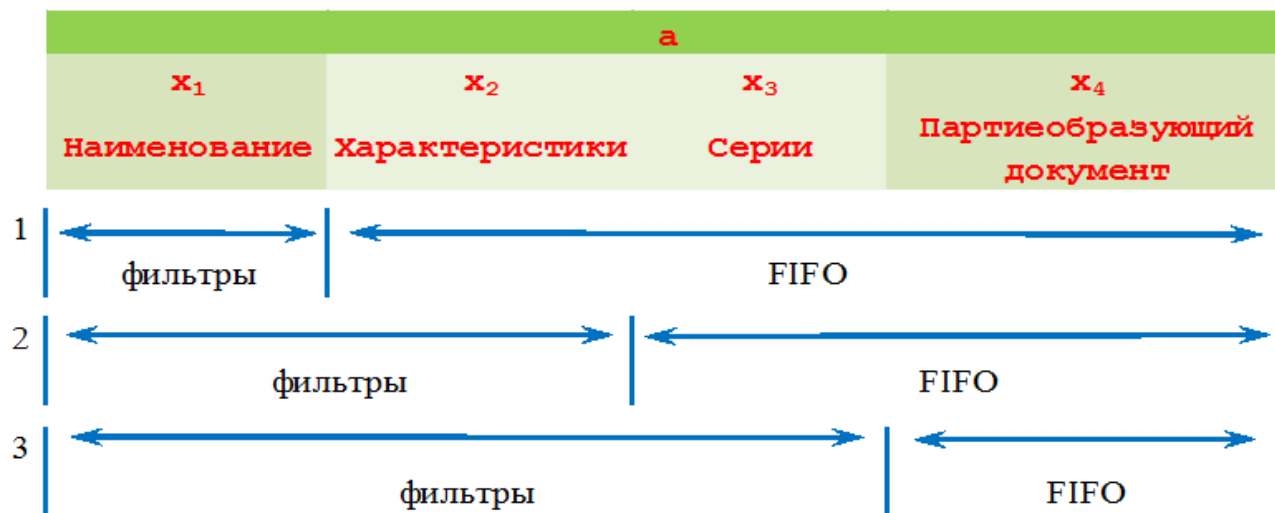 a
x₁ x₂ x₃ x₄
Наименование Характеристики Серии Партиеобразующий документ
1
фильтры FIFO
2
фильтры FIFO
3
фильтры FIFO